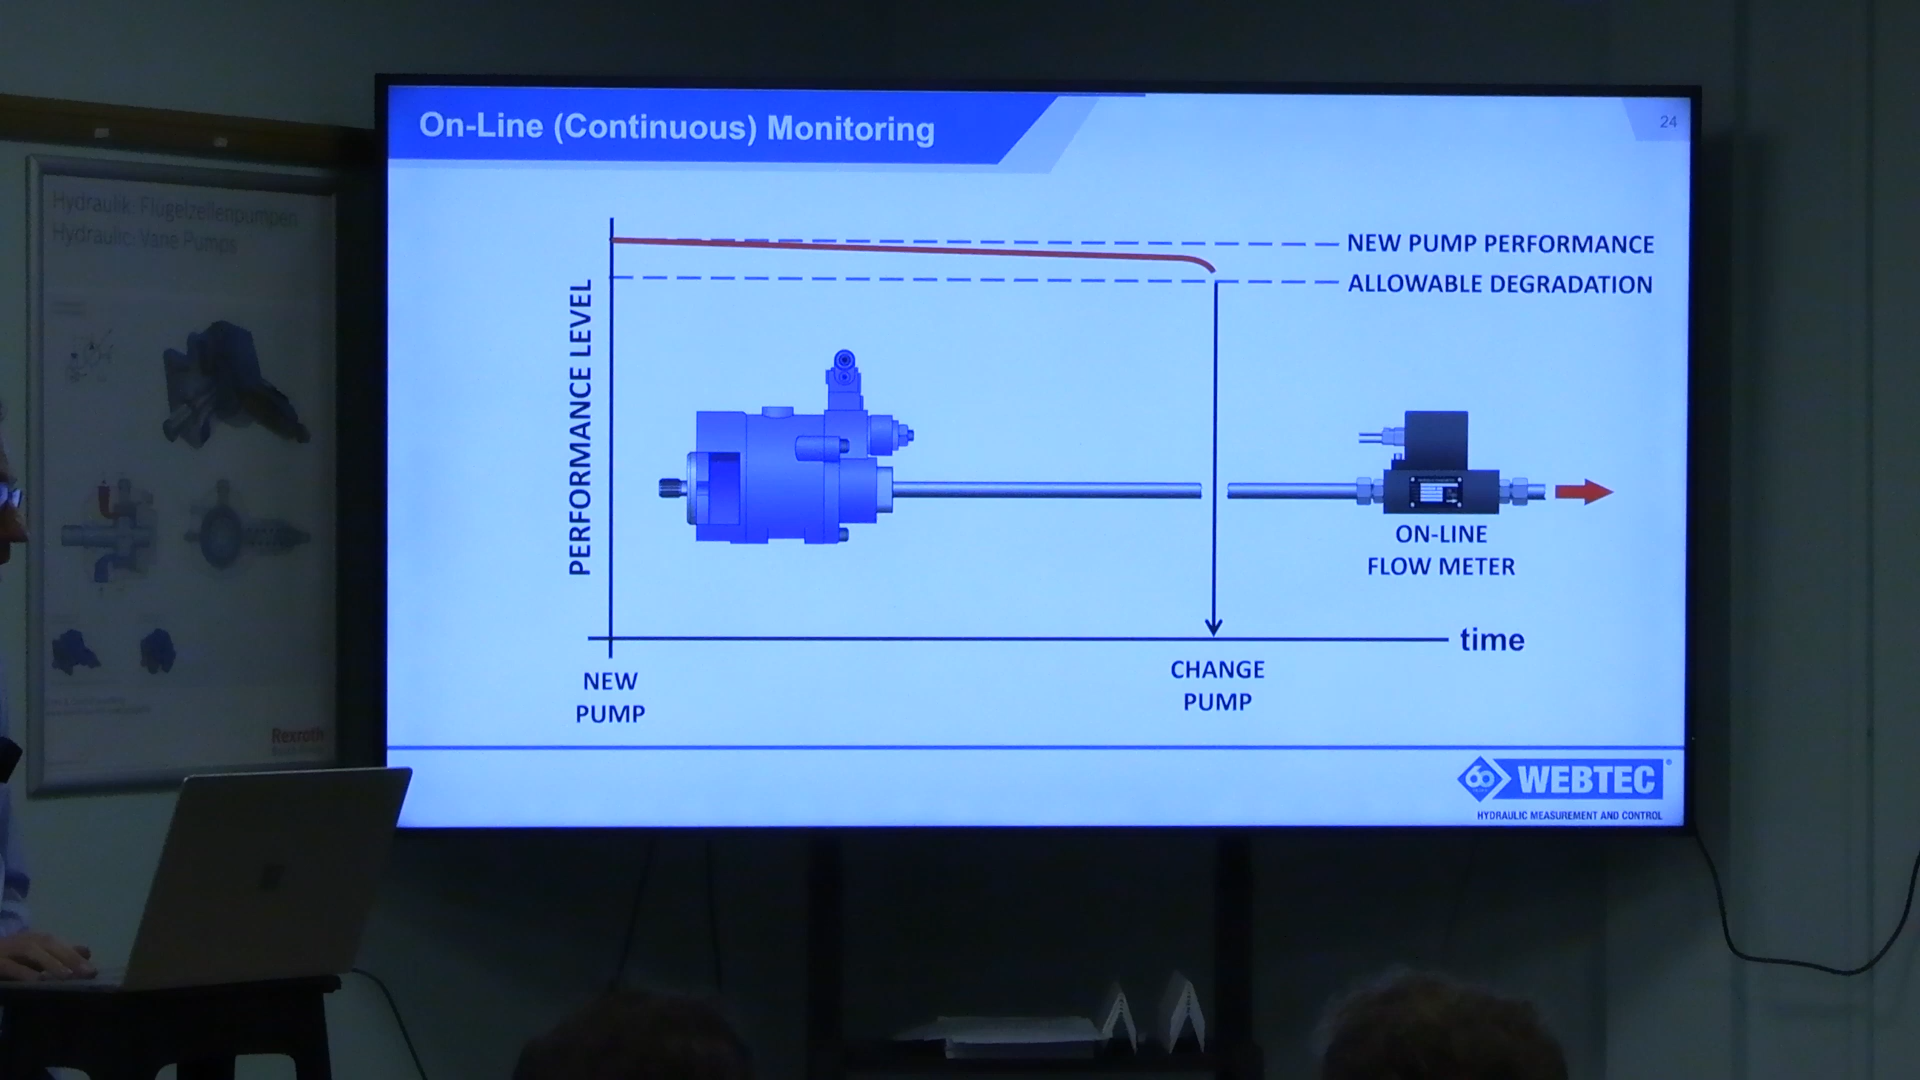 On-Line (Continuous) Monitoring
24
NEW PUMP PERFORMANCE
ALLOWABLE DEGRADATION
PERFORMANCE LEVEL
ON-LINE
FLOW METER
time
NEW
PUMP
CHANGE
PUMP
60
WEBTEC
HYDRAULIC MEASUREMENT AND CONTROL
Hydraulik: Flügelzellenpumpen
Hydraulic: Vane Pumps
Rexroth